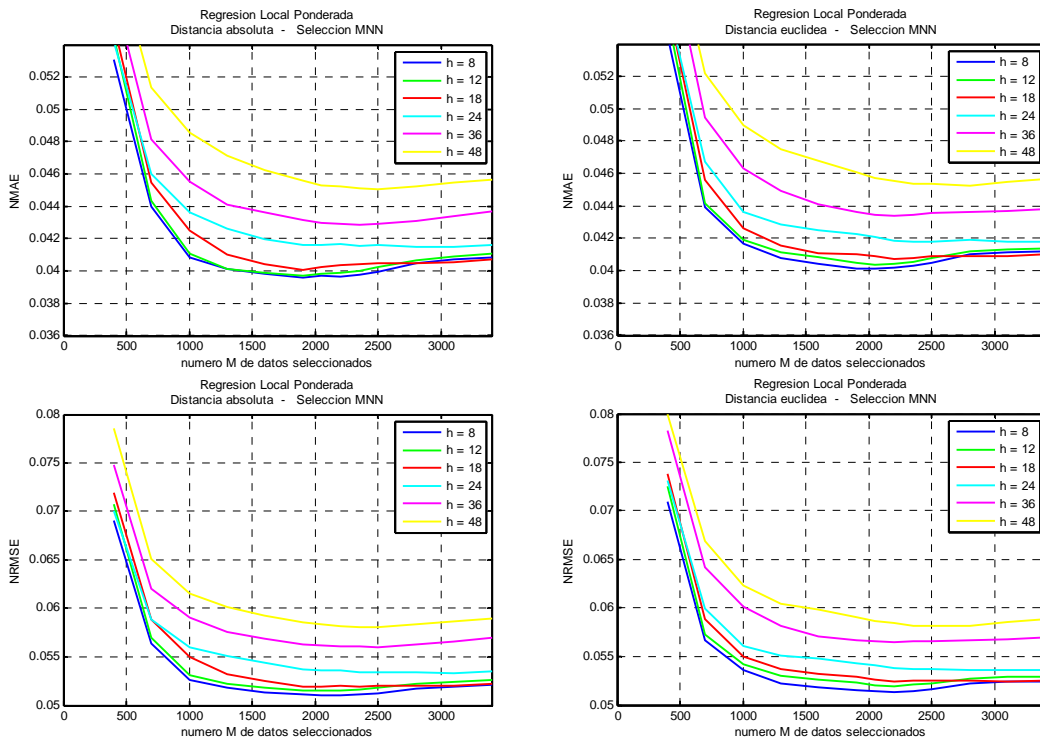 Regresion Local Ponderada
Distancia absoluta - Seleccion MNN
NMAE
0.052
0.05
0.048
0.046
0.044
0.042
0.04
0.038
0.036
0 500 1000 1500 2000 2500 3000
numero M de datos seleccionados
h = 8
h = 12
h = 18
h = 24
h = 36
h = 48
Regresion Local Ponderada
Distancia euclidea - Seleccion MNN
NMAE
0.052
0.05
0.048
0.046
0.044
0.042
0.04
0.038
0.036
0 500 1000 1500 2000 2500 3000
numero M de datos seleccionados
h = 8
h = 12
h = 18
h = 24
h = 36
h = 48
Regresion Local Ponderada
Distancia absoluta - Seleccion MNN
NRMSE
0.08
0.075
0.07
0.065
0.06
0.055
0.05
0 500 1000 1500 2000 2500 3000
numero M de datos seleccionados
h = 8
h = 12
h = 18
h = 24
h = 36
h = 48
Regresion Local Ponderada
Distancia euclidea - Seleccion MNN
NRMSE
0.08
0.075
0.07
0.065
0.06
0.055
0.05
0 500 1000 1500 2000 2500 3000
numero M de datos seleccionados
h = 8
h = 12
h = 18
h = 24
h = 36
h = 48